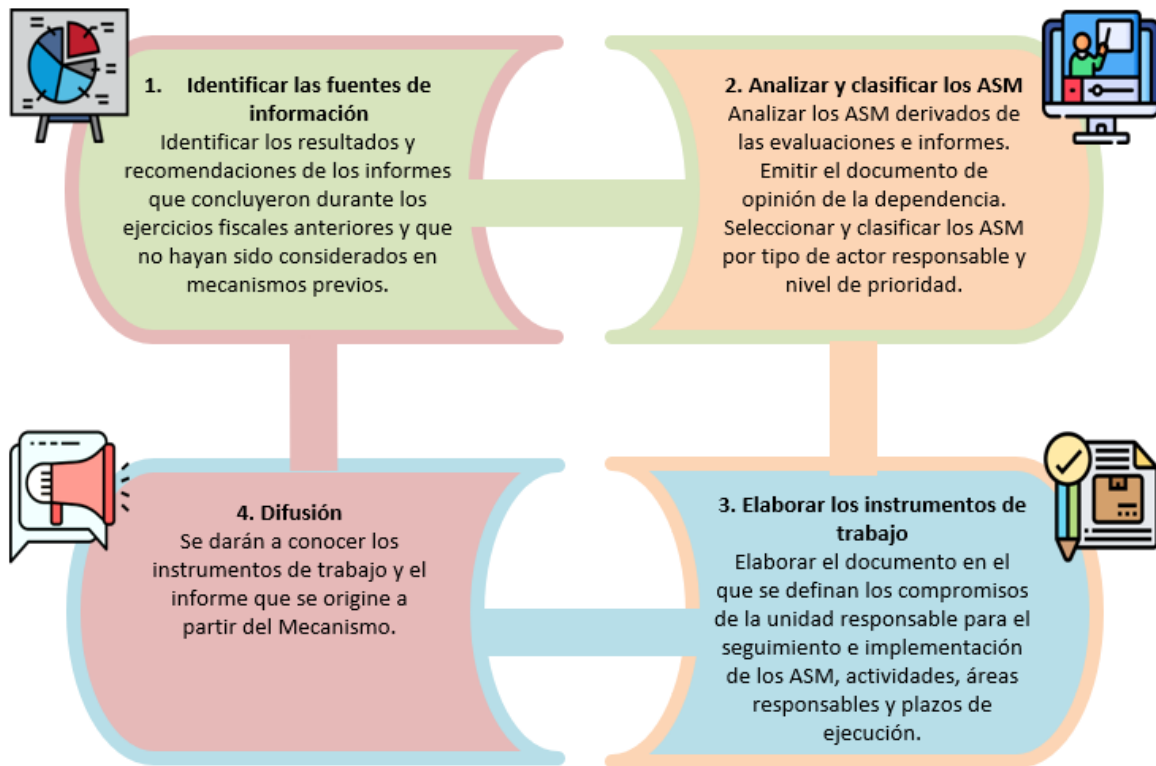 1. Identificar las fuentes de
información
Identificar los resultados y
recomendaciones de los informes
que concluyeron durante los
ejercicios fiscales anteriores y que
no hayan sido considerados en
mecanismos previos.
2. Analizar y clasificar los ASM
Analizar los ASM derivados de
las evaluaciones e informes.
Emitir el documento de
opinión de la dependencia.
Seleccionar y clasificar los ASM
por tipo de actor responsable y
nivel de prioridad.
3. Elaborar los instrumentos de
trabajo
Elaborar el documento en el
que se definan los compromisos
de la unidad responsable para el
seguimiento e implementación
de los ASM, actividades, áreas
responsables y plazos de
ejecución.
4. Difusión
Se darán a conocer los
instrumentos de trabajo y el
informe que se origine a
partir del Mecanismo.